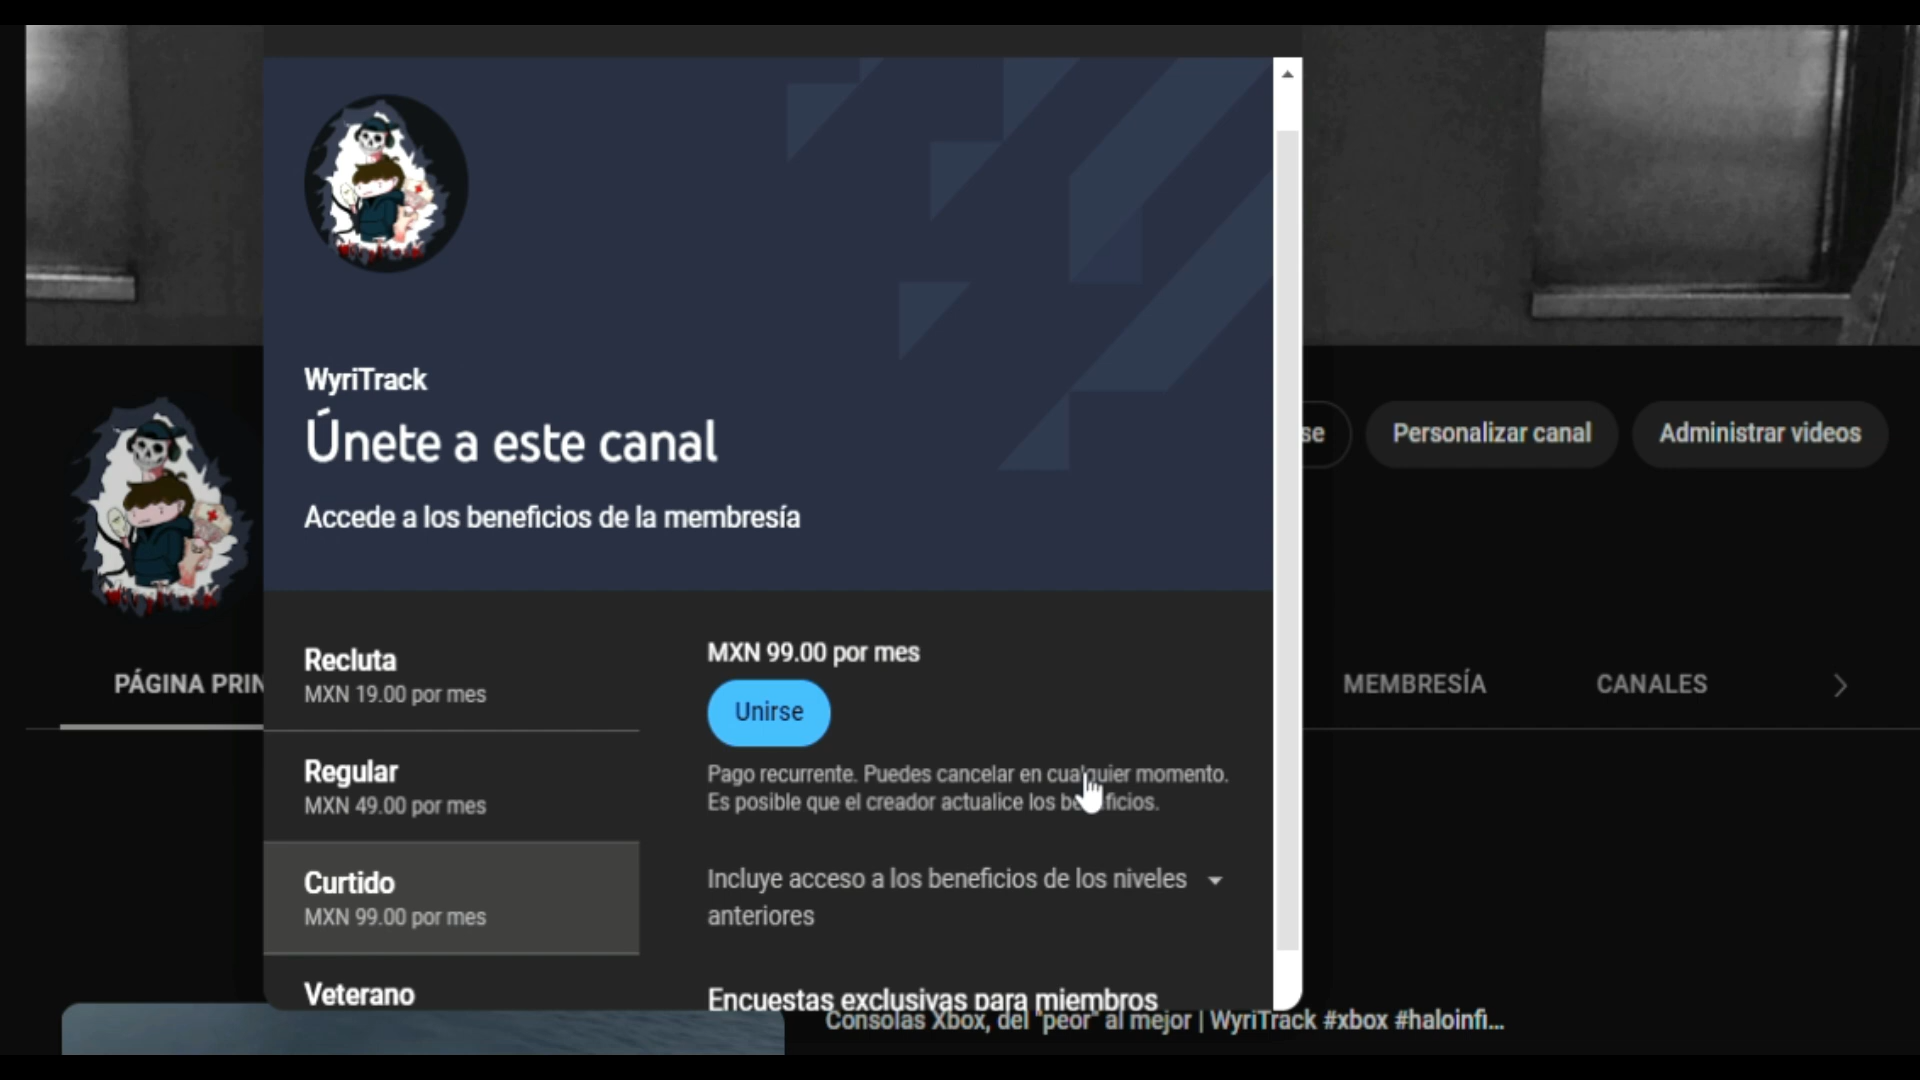 WyriTrack
Únete a este canal
Accede a los beneficios de la membresía
se
Personalizar canal
Administrar videos
PÁGINA PRIN
MEMBRESÍA
CANALES
Recluta
MXN 19.00 por mes
Regular
MXN 49.00 por mes
Curtido
MXN 99.00 por mes
Veterano
MXN 99.00 por mes
Unirse
Pago recurrente. Puedes cancelar en cualquier momento.
Es posible que el creador actualice los beneficios.
Incluye acceso a los beneficios de los niveles
anteriores
Encuestas exclusivas para miembros
Consolas Xbox, del "peor" al mejor | WyriTrack #xbox #haloinfi...